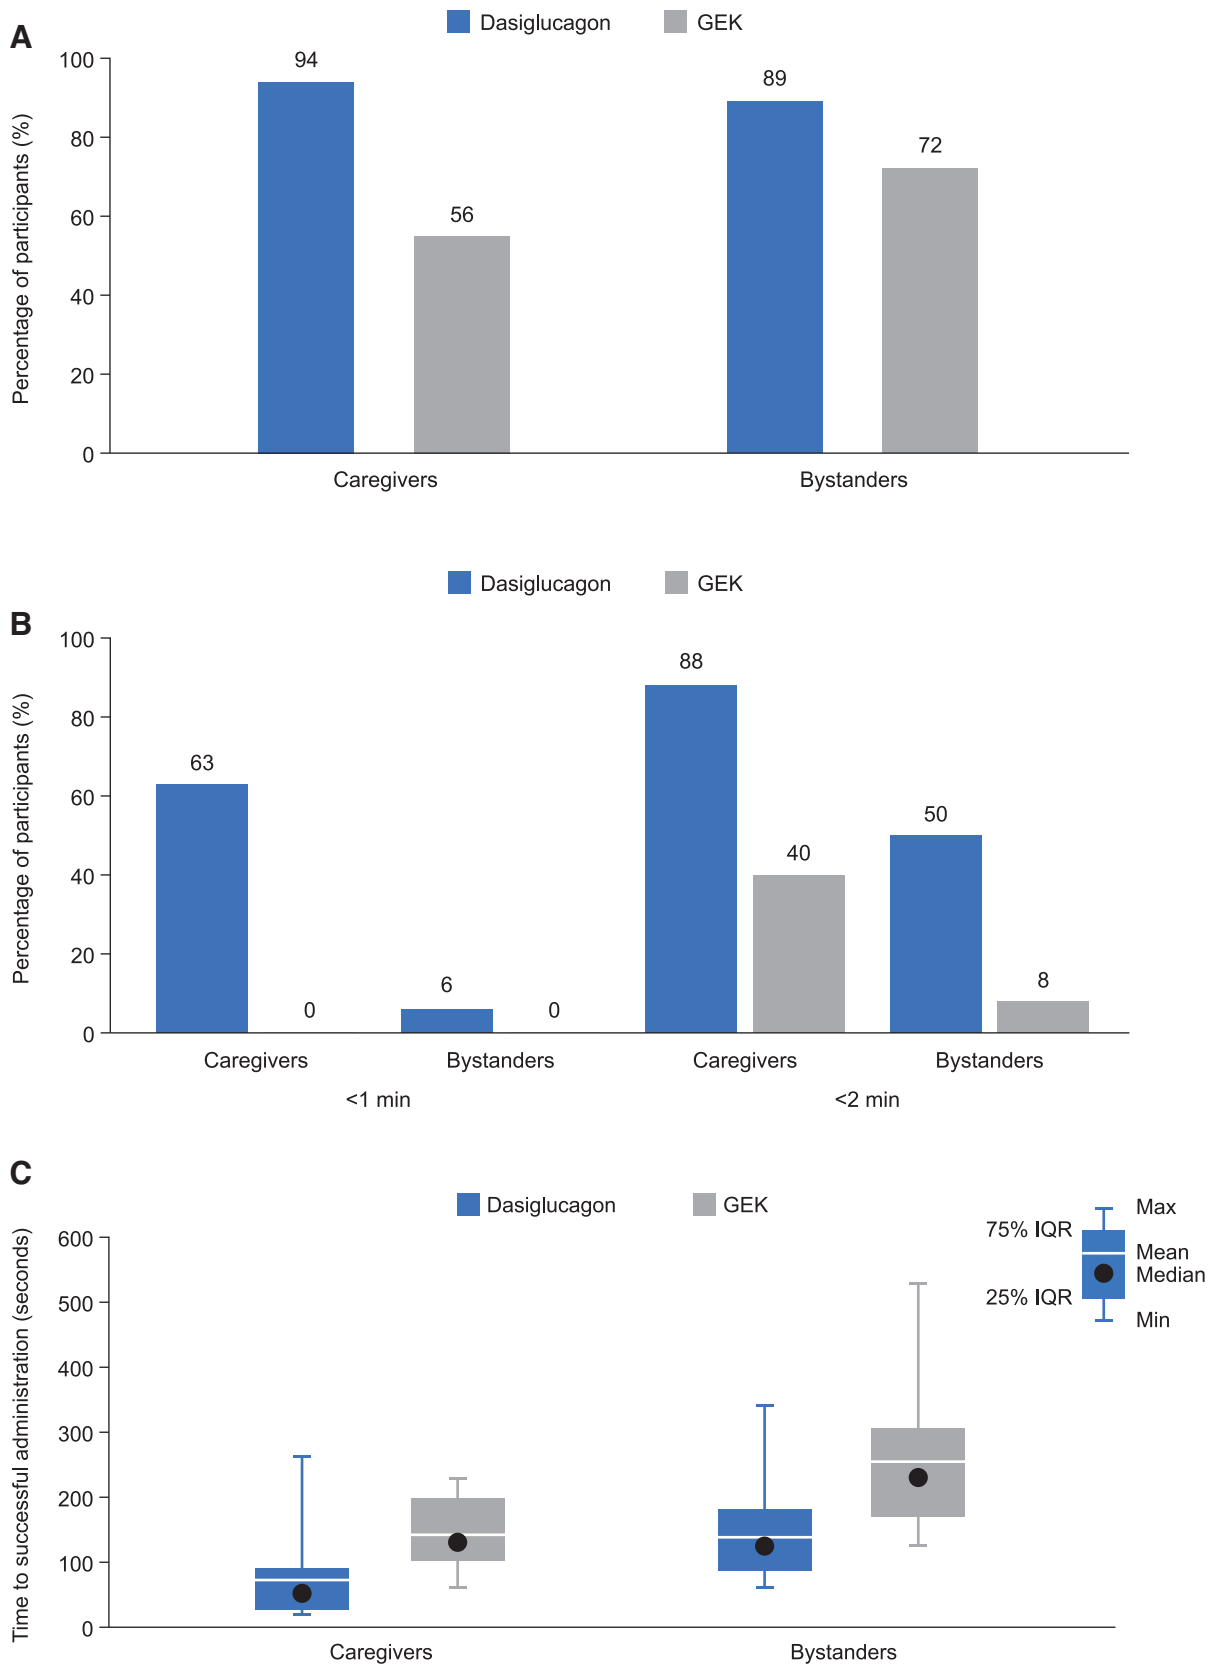 A
Dasiglucagon GEK
Percentage of participants (%)
100
80
60
40
20
0
94
56
89
72
Caregivers Bystanders
B
Dasiglucagon GEK
Percentage of participants (%)
100
80
60
40
20
0
63
0
6
0
88
40
50
8
Caregivers Bystanders Caregivers Bystanders
<1 min <2 min
C
Dasiglucagon GEK
Time to successful administration (seconds)
600
500
400
300
200
100
0
Max
75% IQR
Mean
Median
25% IQR
Min
Caregivers Bystanders